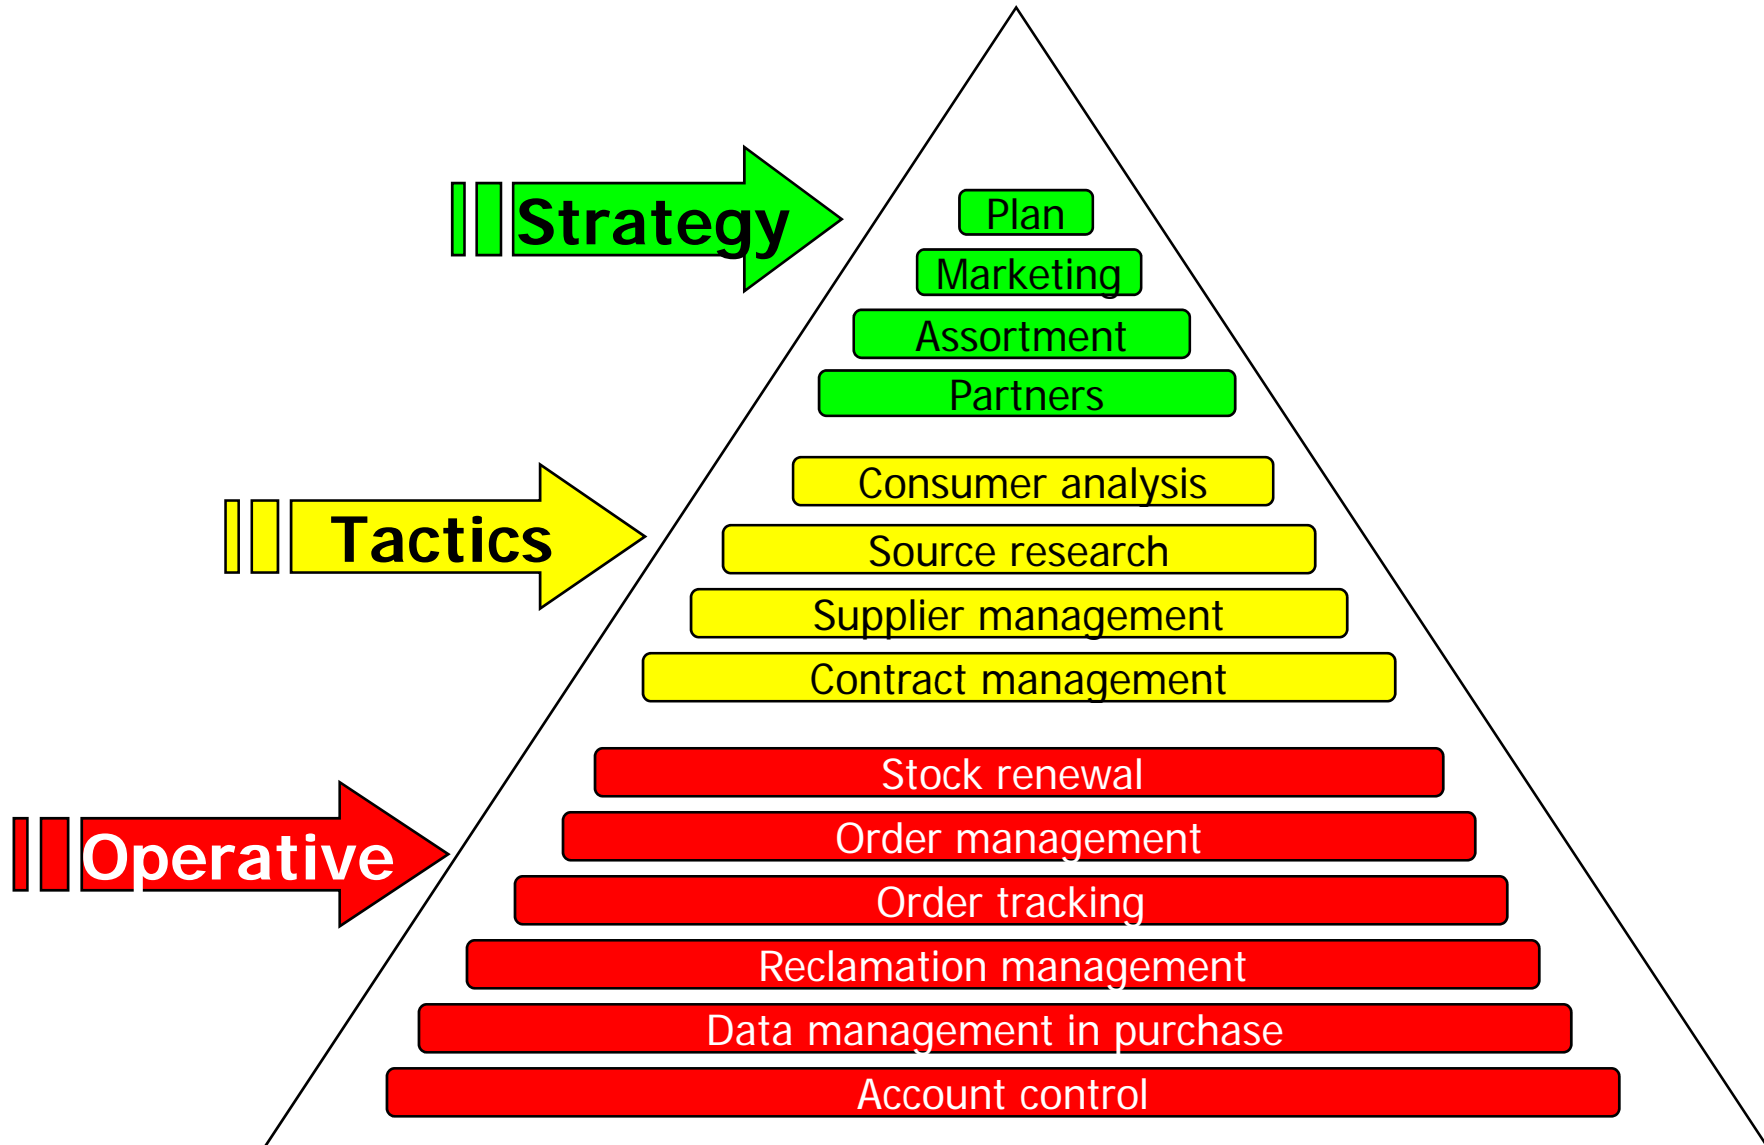 Strategy
Plan
Marketing
Assortment
Partners
Tactics
Consumer analysis
Source research
Supplier management
Contract management
Operative
Stock renewal
Order management
Order tracking
Reclamation management
Data management in purchase
Account control